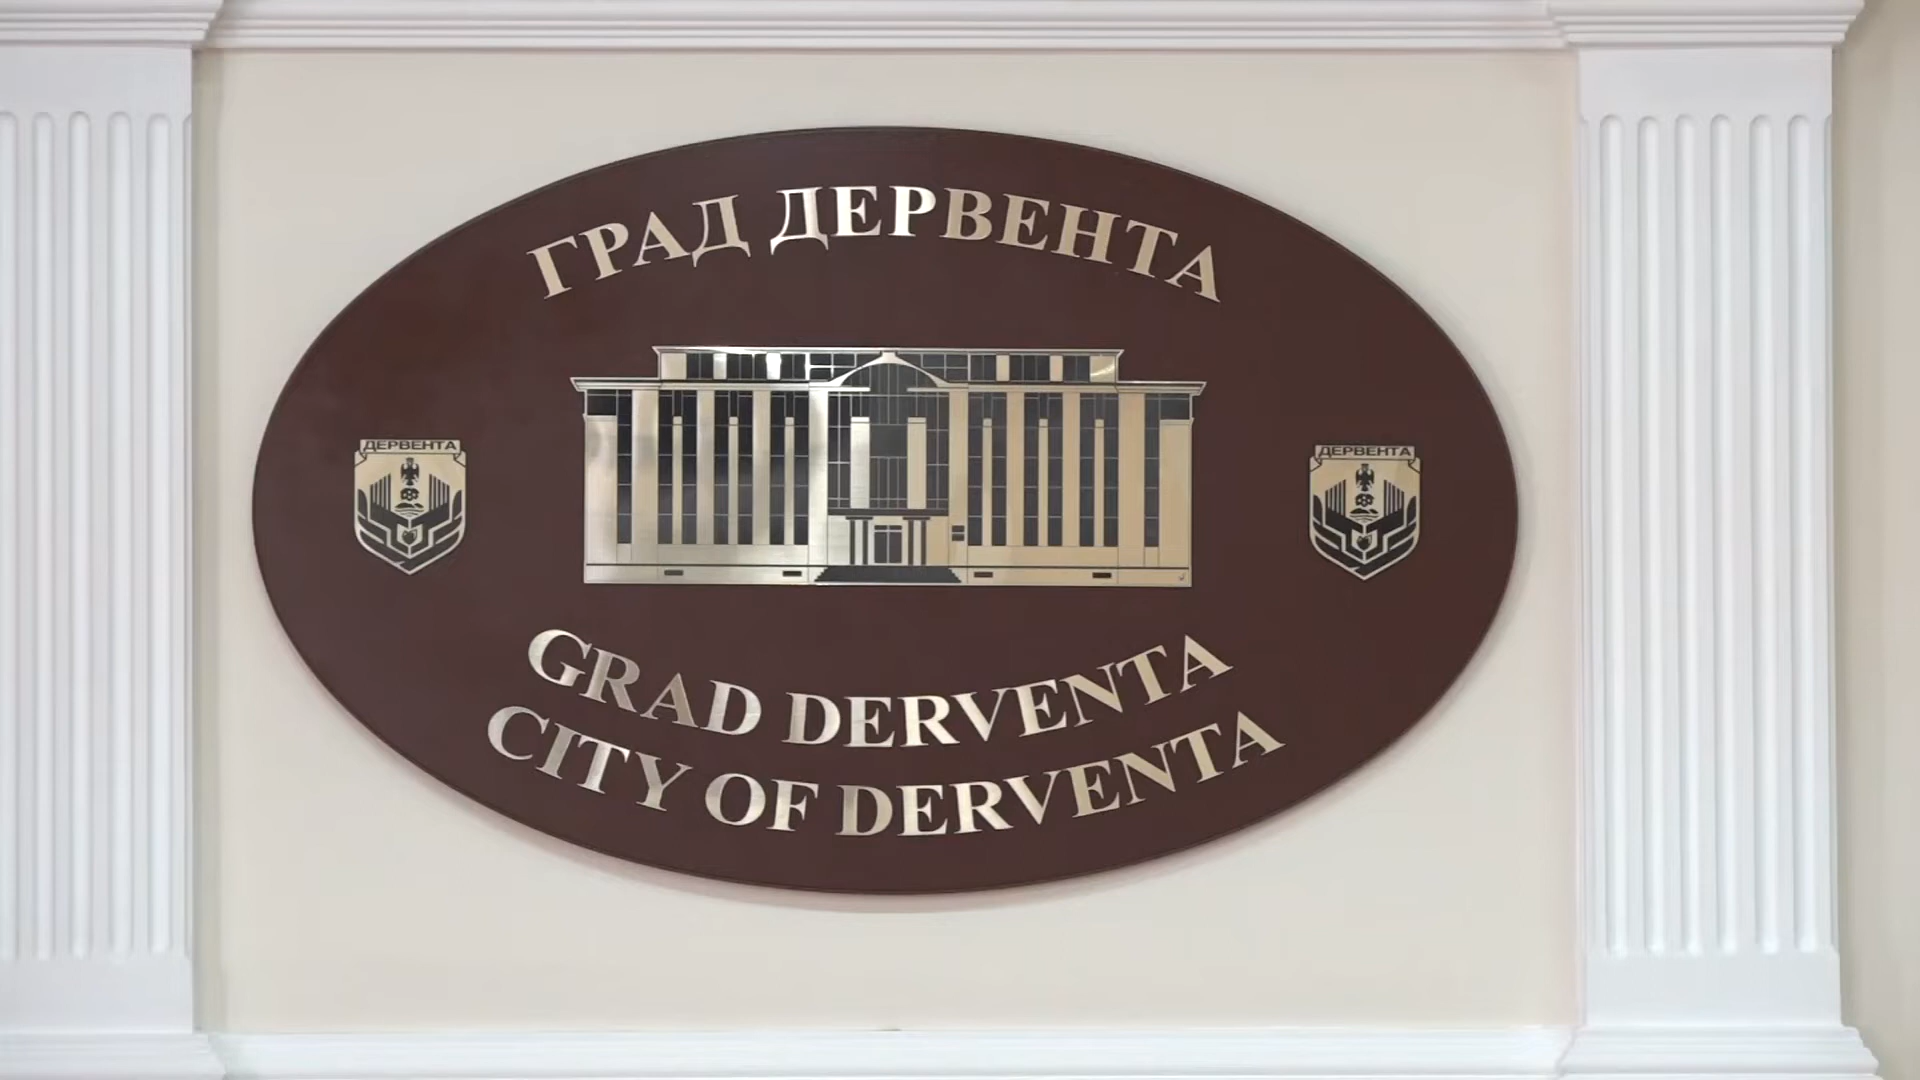 ГРАД ДЕРВЕНТА
ДЕРВЕНТА
ДЕРВЕНТА
GRAD DERVENTA
CITY OF DERVENTA